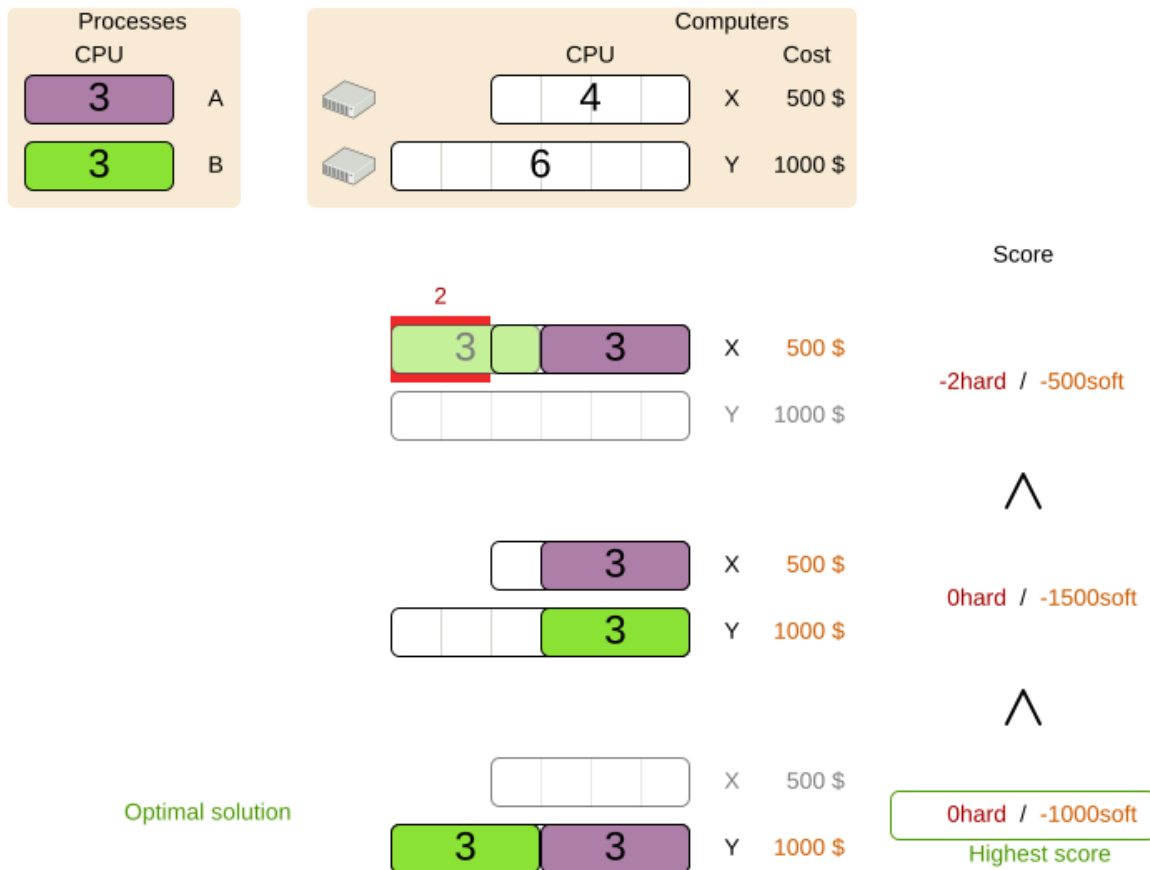 Processes
Computers
CPU
CPU
Cost
3 A
4 X 500 $
3 B
6 Y 1000 $
Score
2
3 3 X 500 $
-2hard / -500soft
Y 1000 $
3 X 500 $
0hard / -1500soft
3 Y 1000 $
X 500 $
Optimal solution
0hard / -1000soft
3 3 Y 1000 $
Highest score